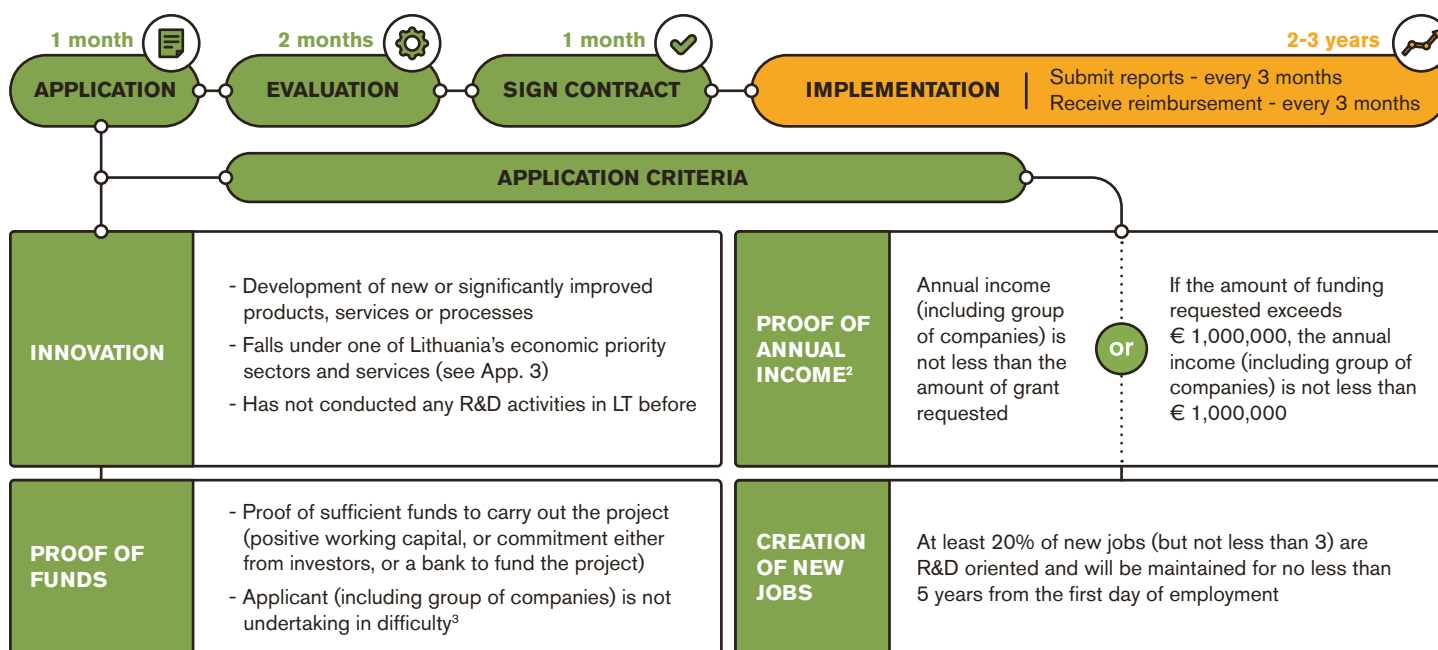 1 month
2 months
1 month
2-3 years
APPLICATION
EVALUATION
SIGN CONTRACT
IMPLEMENTATION
Submit reports - every 3 months
Receive reimbursement - every 3 months
APPLICATION CRITERIA
INNOVATION
- Development of new or significantly improved
products, services or processes
- Falls under one of Lithuania's economic priority
sectors and services (see App. 3)
- Has not conducted any R&D activities in LT before
PROOF OF
ANNUAL
INCOME²
Annual income
(including group
of companies) is
not less than the
amount of grant
requested
or
If the amount of funding
requested exceeds
€ 1,000,000, the annual
income (including group of
companies) is not less than
€ 1,000,000
PROOF OF
FUNDS
- Proof of sufficient funds to carry out the project
(positive working capital, or commitment either
from investors, or a bank to fund the project)
- Applicant (including group of companies) is not
undertaking in difficulty³
CREATION
OF NEW
JOBS
At least 20% of new jobs (but not less than 3) are
R&D oriented and will be maintained for no less than
5 years from the first day of employment